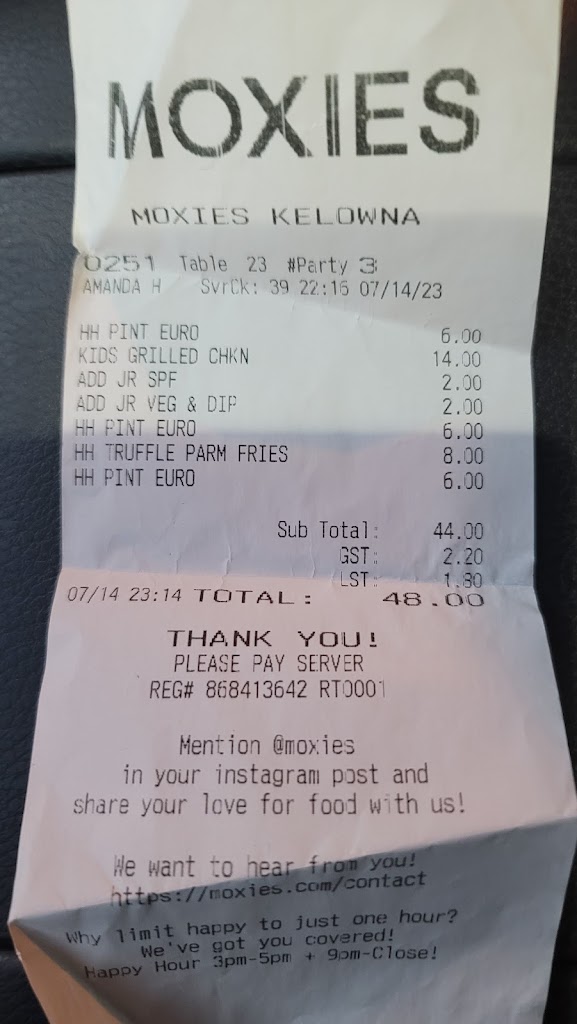 MOXIES
MOXIES KELOWNA
0251 Table 23 #Party 3
AMANDA H SvrCk: 39 22:16 07/14/23
HH PINT EURO 6.00
KIDS GRILLED CHKN 14.00
ADD JR SPF 2.00
ADD JR VEG & DIP 2.00
HH PINT EURO 6.00
HH TRUFFLE PARM FRIES 8.00
HH PINT EURO 6.00
Sub Total: 44.00
GST: 2.20
LST: 1.80
07/14 23:14 TOTAL: 48.00
THANK YOU!
PLEASE PAY SERVER
REG# 868413642 RT0001
Mention @moxies
in your instagram post and
share your love for food with us!
We want to hear from you!
https://moxies.com/contact
Why limit happy to just one hour?
We've got you covered!
Happy Hour 3pm-5pm + 9pm-Close!